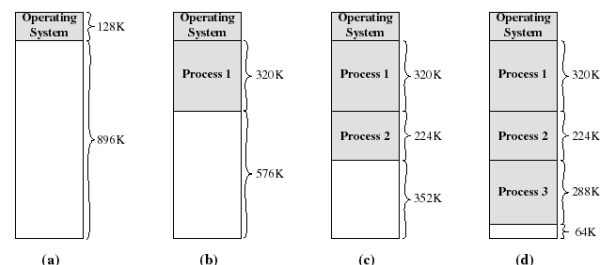 Operating
System
128K
896K
(a)
Operating
System
Process 1
320K
576K
(b)
Operating
System
Process 1
320K
Process 2
224K
352K
(c)
Operating
System
Process 1
320K
Process 2
224K
Process 3
288K
64K
(d)